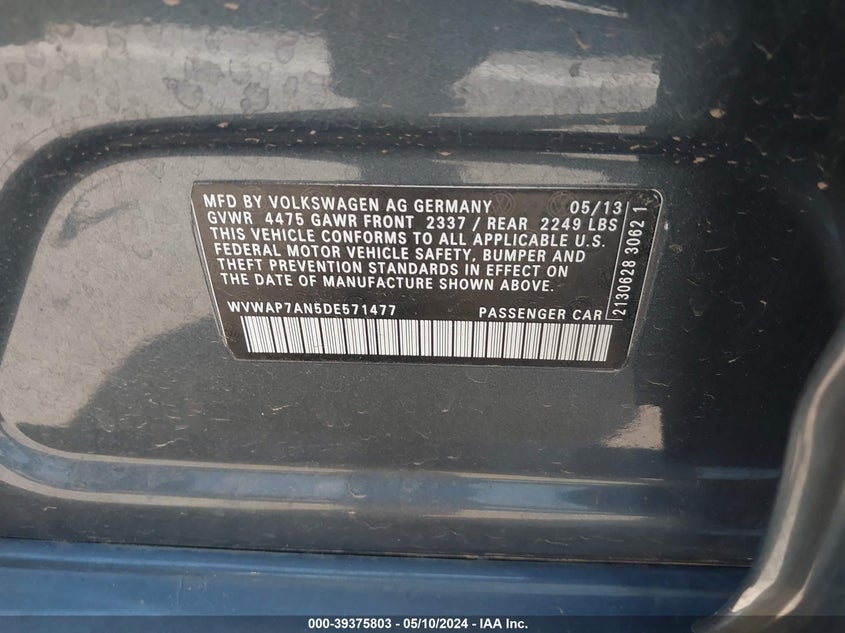 MFD BY VOLKSWAGEN AG GERMANY 05/13
GVWR 4475 GAWR FRONT 2337 / REAR 2249 LBS
THIS VEHICLE CONFORMS TO ALL APPLICABLE U.S.
FEDERAL MOTOR VEHICLE SAFETY, BUMPER AND
THEFT PREVENTION STANDARDS IN EFFECT ON
THE DATE OF MANUFACTURE SHOWN ABOVE.
WVWAP7AN5DE571477 PASSENGER CAR
2130628 3062 1
000-39375803 — 05/10/2024 — IAA Inc.